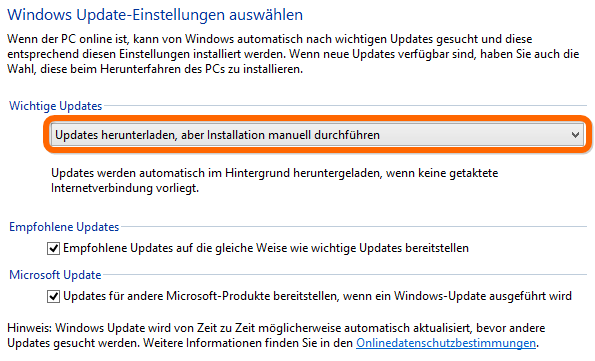 Windows Update-Einstellungen auswählen
Wenn der PC online ist, kann von Windows automatisch nach wichtigen Updates gesucht und diese
entsprechend diesen Einstellungen installiert werden. Wenn neue Updates verfügbar sind, haben Sie auch die
Wahl, diese beim Herunterfahren des PCs zu installieren.
Wichtige Updates
Updates herunterladen, aber Installation manuell durchführen
Updates werden automatisch im Hintergrund heruntergeladen, wenn keine getaktete
Internetverbindung vorliegt.
Empfohlene Updates
Empfohlene Updates auf die gleiche Weise wie wichtige Updates bereitstellen
Microsoft Update
Updates für andere Microsoft-Produkte bereitstellen, wenn ein Windows-Update ausgeführt wird
Hinweis: Windows Update wird von Zeit zu Zeit möglicherweise automatisch aktualisiert, bevor andere
Updates gesucht werden. Weitere Informationen finden Sie in den Onlinedatenschutzbestimmungen.